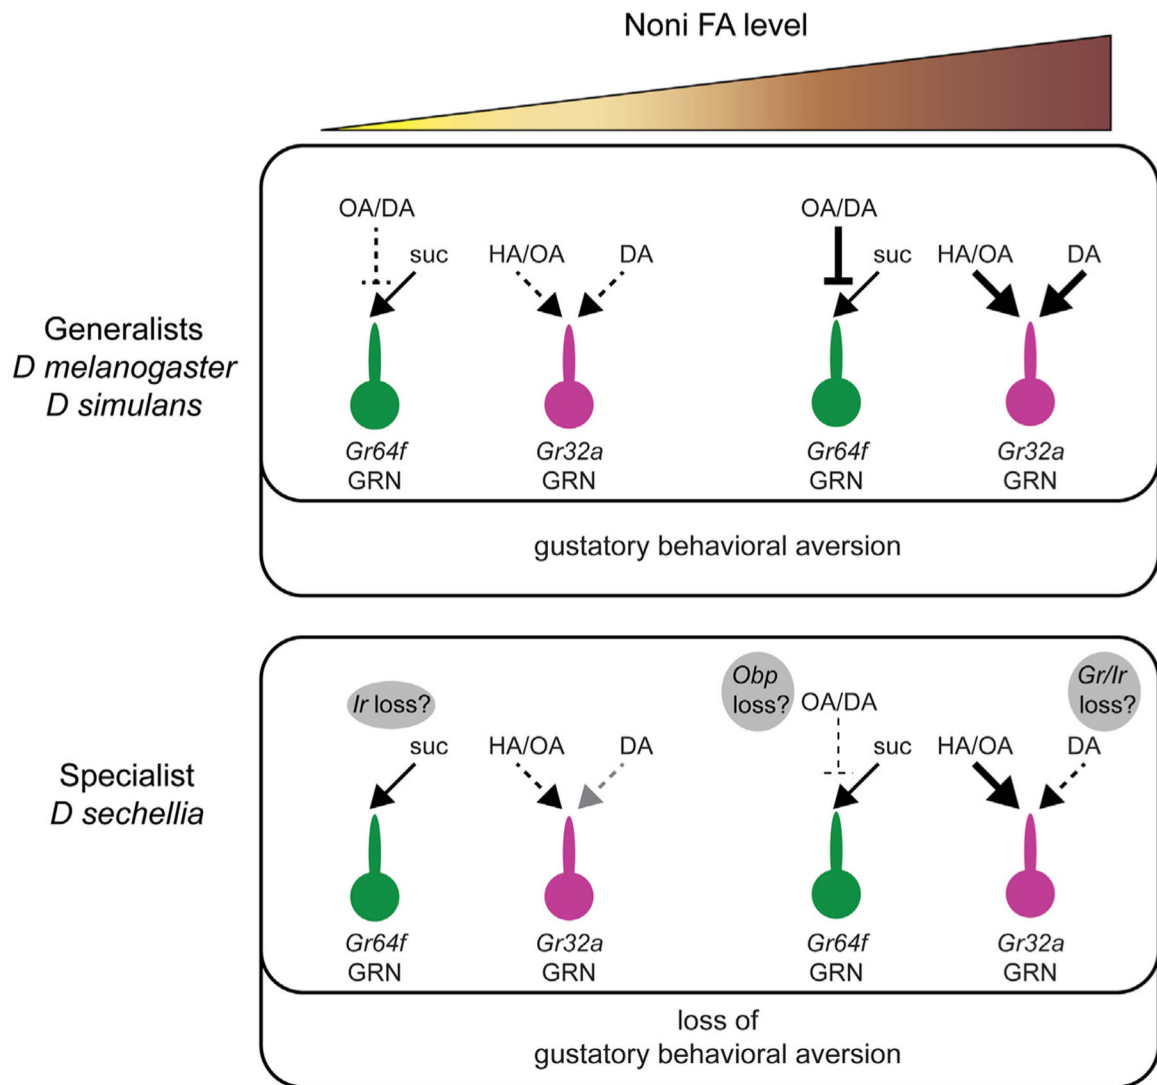 Noni FA level
Generalists
D melanogaster
D simulans
OA/DA
suc
HA/OA
DA
Gr64f
GRN
Gr32a
GRN
OA/DA
suc
HA/OA
DA
Gr64f
GRN
Gr32a
GRN
gustatory behavioral aversion
Specialist
D sechellia
Ir loss?
suc
HA/OA
DA
Gr64f
GRN
Gr32a
GRN
Obp
loss?
OA/DA
suc
HA/OA
Gr/Ir
loss?
DA
Gr64f
GRN
Gr32a
GRN
loss of
gustatory behavioral aversion